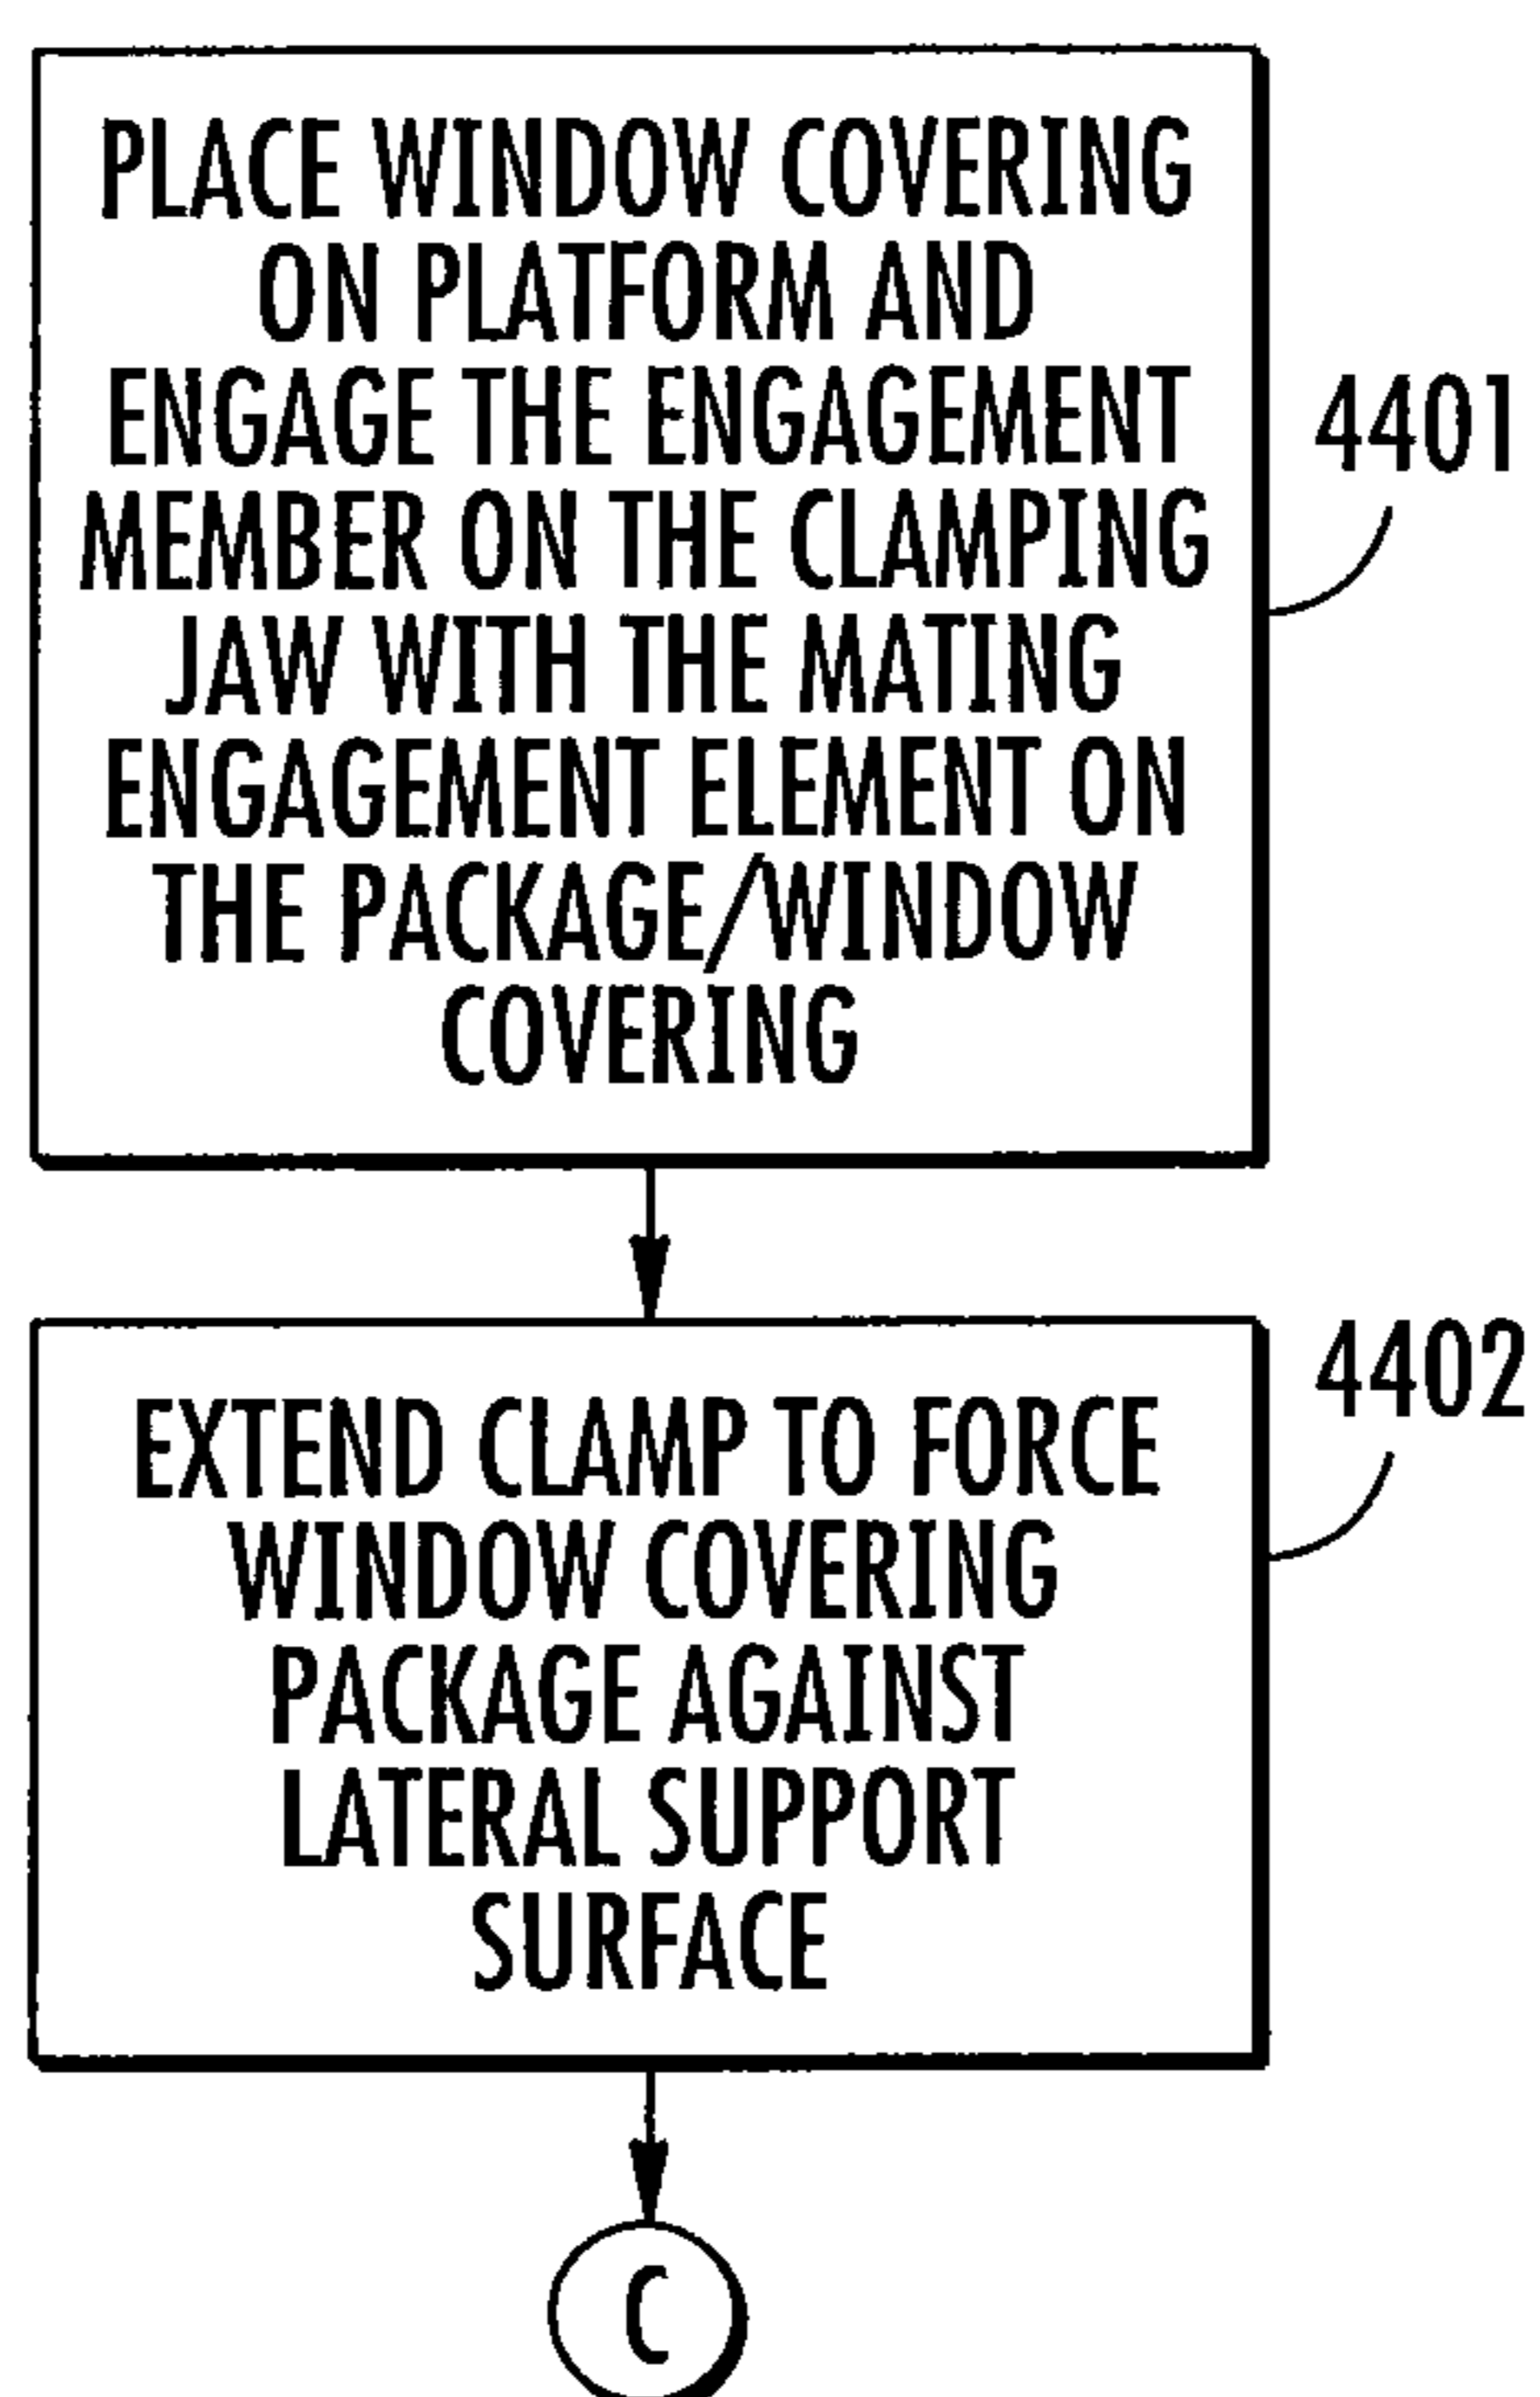 PLACE WINDOW COVERING
ON PLATFORM AND
ENGAGE THE ENGAGEMENT
MEMBER ON THE CLAMPING
JAW WITH THE MATING
ENGAGEMENT ELEMENT ON
THE PACKAGE/WINDOW
COVERING
4401
EXTEND CLAMP TO FORCE
WINDOW COVERING
PACKAGE AGAINST
LATERAL SUPPORT
SURFACE
4402
C